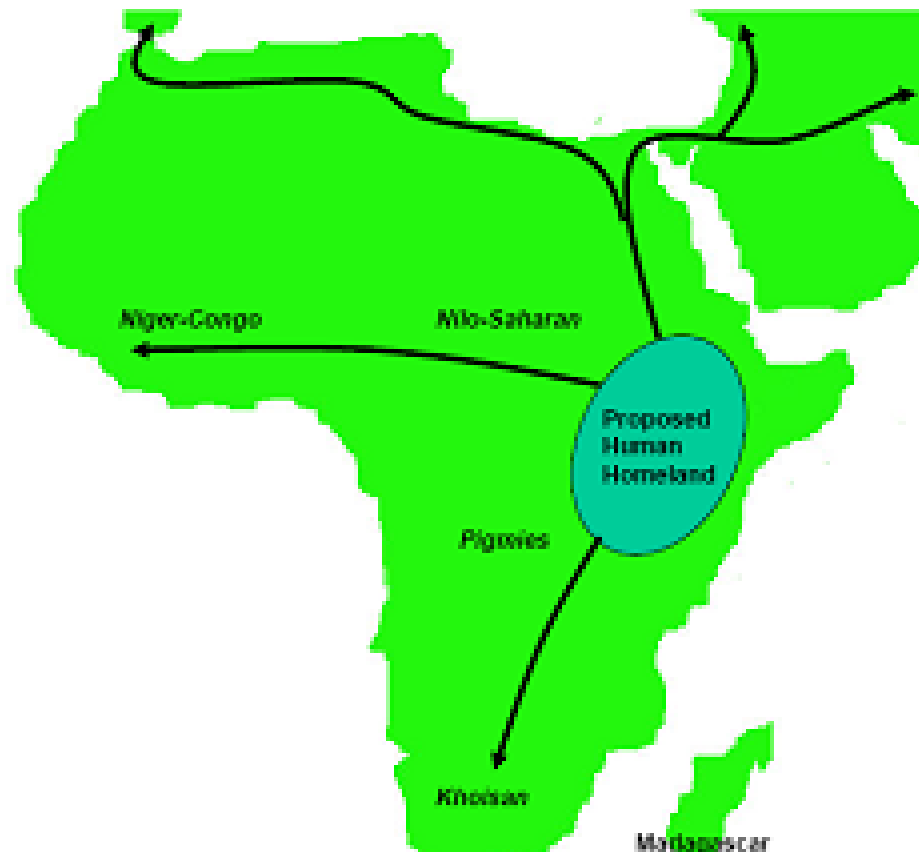 Niger-Congo
Nilo-Saharan
Proposed
Human
Homeland
Pigmies
Khoisan
Madagascar